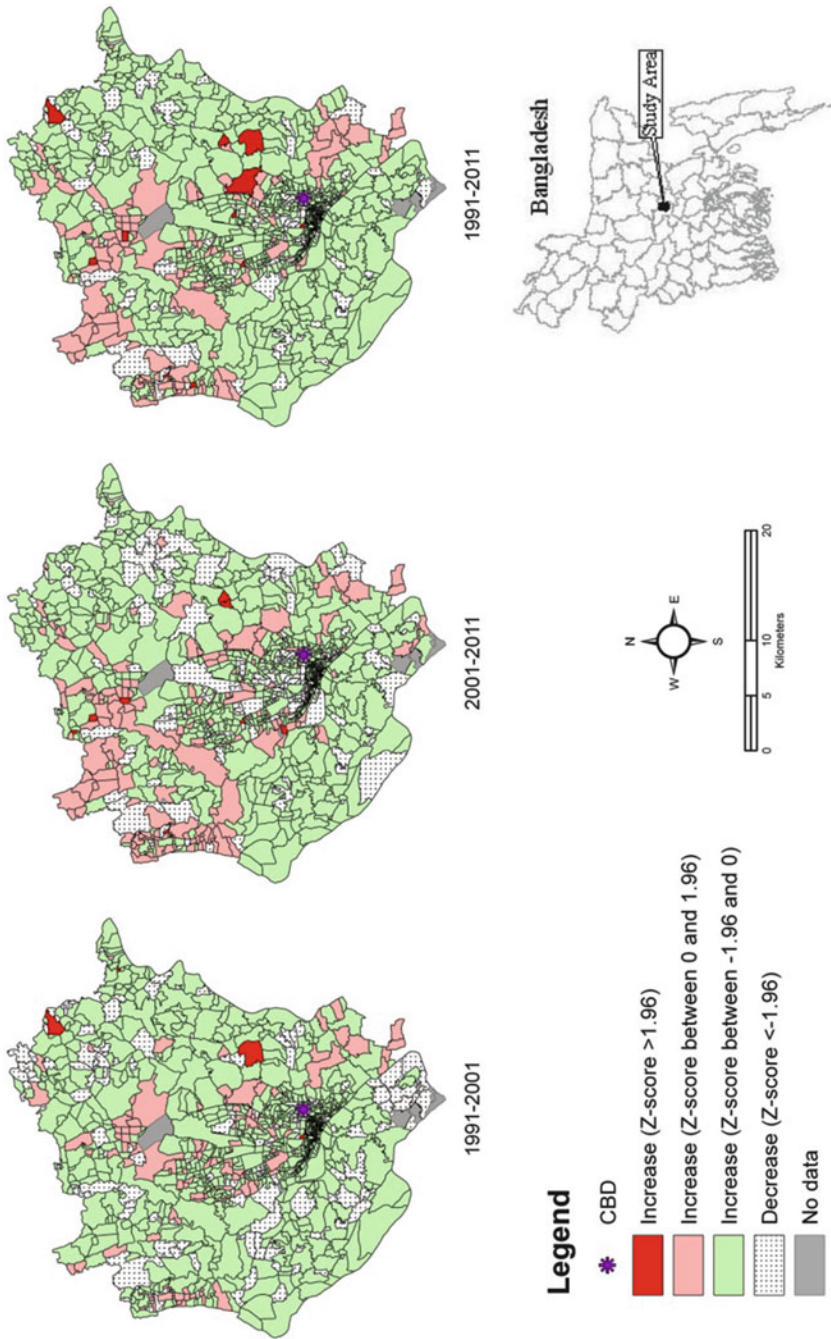 1991-2001
2001-2011
1991-2011
Legend
CBD
Increase (Z-score >1.96)
Increase (Z-score between 0 and 1.96)
Increase (Z-score between -1.96 and 0)
Decrease (Z-score <-1.96)
No data
N
W
E
S
0
5
10
20
Kilometers
Bangladesh
Study Area